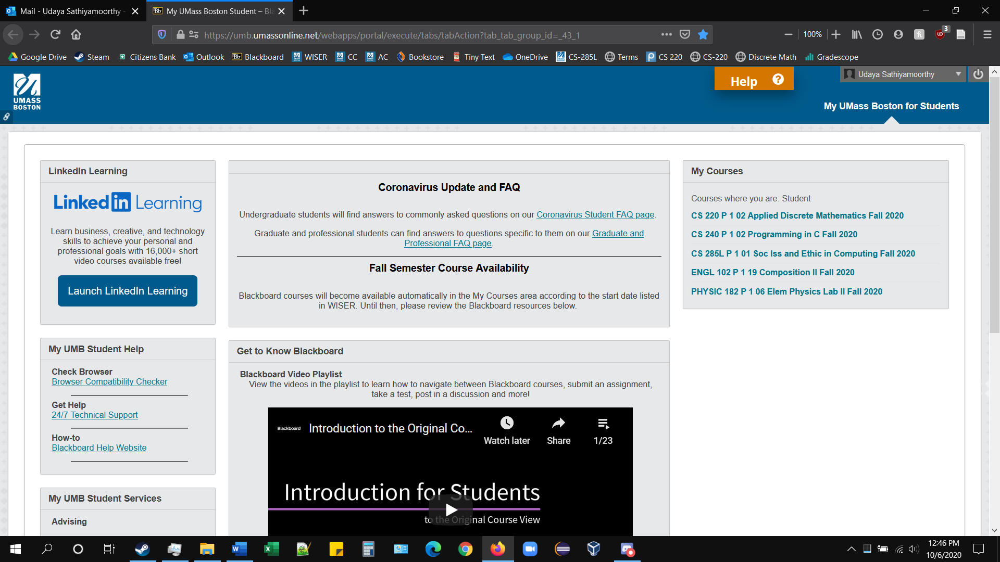 Mail - Udaya Sathiyamoorthy -
My UMass Boston Student – Bla
https://umb.umassonline.net/webapps/portal/execute/tabs/tabAction?tab_tab_group_id=_43_1
100%
3
Google Drive Steam Citizens Bank Outlook Blackboard WISER CC AC Bookstore Tiny Text OneDrive CS-285L Terms CS 220 CS-220 Discrete Math Gradescope
UMASS
BOSTON
Help ?
Udaya Sathiyamoorthy
My UMass Boston for Students
LinkedIn Learning
LinkedIn Learning
Learn business, creative, and technology
skills to achieve your personal and
professional goals with 16,000+ short
video courses available free!
Launch LinkedIn Learning
My UMB Student Help
Check Browser
Browser Compatibility Checker
Get Help
24/7 Technical Support
How-to
Blackboard Help Website
My UMB Student Services
Advising
Coronavirus Update and FAQ
Undergraduate students will find answers to commonly asked questions on our Coronavirus Student FAQ page.
Graduate and professional students can find answers to questions specific to them on our Graduate and
Professional FAQ page.
Fall Semester Course Availability
Blackboard courses will become available automatically in the My Courses area according to the start date listed
in WISER. Until then, please review the Blackboard resources below.
Get to Know Blackboard
Blackboard Video Playlist
View the videos in the playlist to learn how to navigate between Blackboard courses, submit an assignment,
take a test, post in a discussion and more!
Blackboard Introduction to the Original Co...
Watch later Share 1/23
Introduction for Students
to the Original Course View
My Courses
Courses where you are: Student
CS 220 P 1 02 Applied Discrete Mathematics Fall 2020
CS 240 P 1 02 Programming in C Fall 2020
CS 285L P 1 01 Soc Iss and Ethic in Computing Fall 2020
ENGL 102 P 1 19 Composition II Fall 2020
PHYSIC 182 P 1 06 Elem Physics Lab II Fall 2020
12:46 PM
10/6/2020